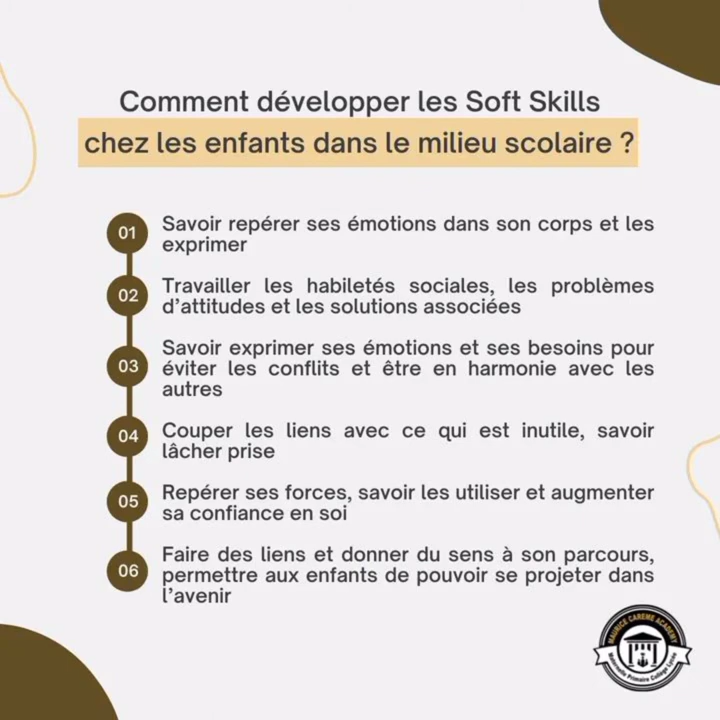 Comment développer les Soft Skills
chez les enfants dans le milieu scolaire ?
01
Savoir repérer ses émotions dans son corps et les
exprimer
02
Travailler les habiletés sociales, les problèmes
d'attitudes et les solutions associées
03
Savoir exprimer ses émotions et ses besoins pour
éviter les conflits et être en harmonie avec les
autres
04
Couper les liens avec ce qui est inutile, savoir
lâcher prise
05
Repérer ses forces, savoir les utiliser et augmenter
sa confiance en soi
06
Faire des liens et donner du sens à son parcours,
permettre aux enfants de pouvoir se projeter dans
l'avenir
MAURICE CAREME ACADEMY
Maternelle Primaire Collège Lycée